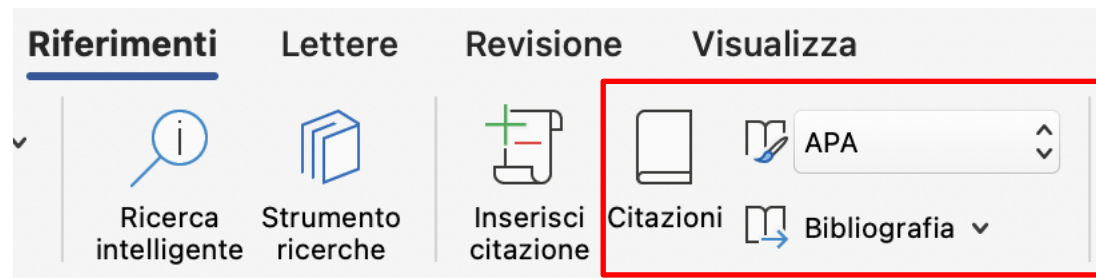 Riferimenti Lettere Revisione Visualizza
APA
Ricerca intelligente
Strumento ricerche
Inserisci citazione
Citazioni
Bibliografia